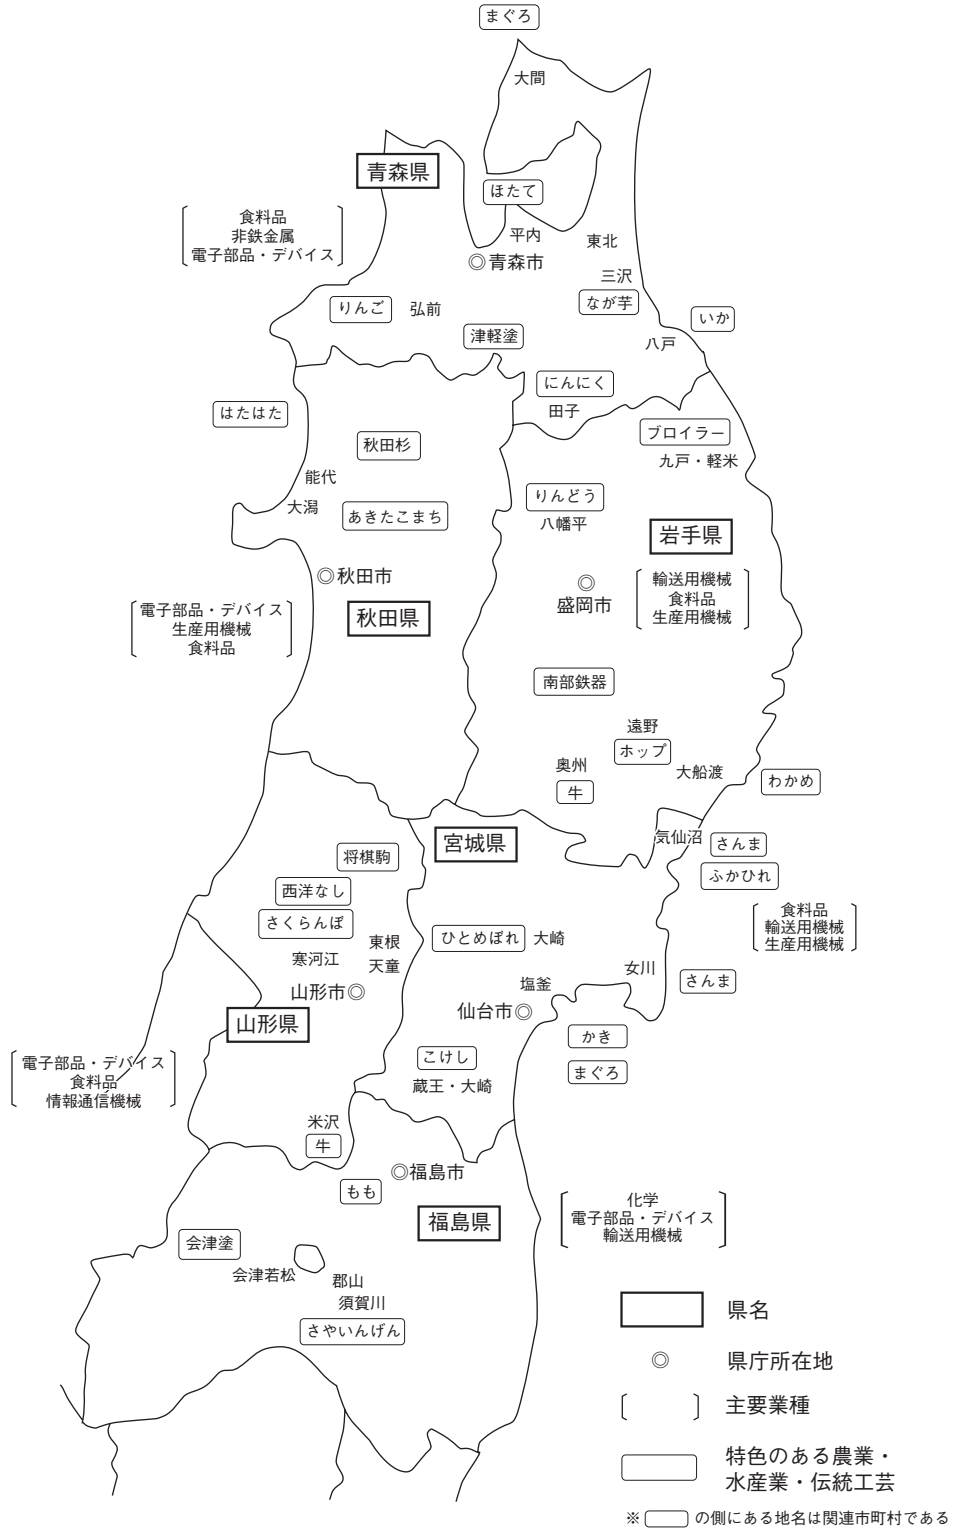 まぐろ
大間
青森県
ほたて
食料品
非鉄金属
電子部品・デバイス
平内
東北
◎青森市
三沢
なが芋
りんご
弘前
いか
津軽塗
八戸
にんにく
田子
はたはた
ブロイラー
九戸・軽米
秋田杉
能代
大潟
あきたこまち
りんどう
八幡平
岩手県
◎秋田市
◎
盛岡市
輸送用機械
食料品
生産用機械
秋田県
電子部品・デバイス
生産用機械
食料品
南部鉄器
遠野
ホップ
奥州
牛
大船渡
わかめ
宮城県
気仙沼
さんま
ふかひれ
将棋駒
西洋なし
さくらんぼ
食料品
輸送用機械
生産用機械
ひとめぼれ
大崎
東根
天童
寒河江
女川
さんま
山形市◎
塩釜
仙台市◎
山形県
かき
まぐろ
こけし
蔵王・大崎
電子部品・デバイス
食料品
情報通信機械
米沢
牛
◎福島市
もも
福島県
化学
電子部品・デバイス
輸送用機械
会津塗
会津若松
郡山
須賀川
さやいんげん
県名
◎
県庁所在地
主要業種
特色のある農業・
水産業・伝統工芸
※ の側にある地名は関連市町村である